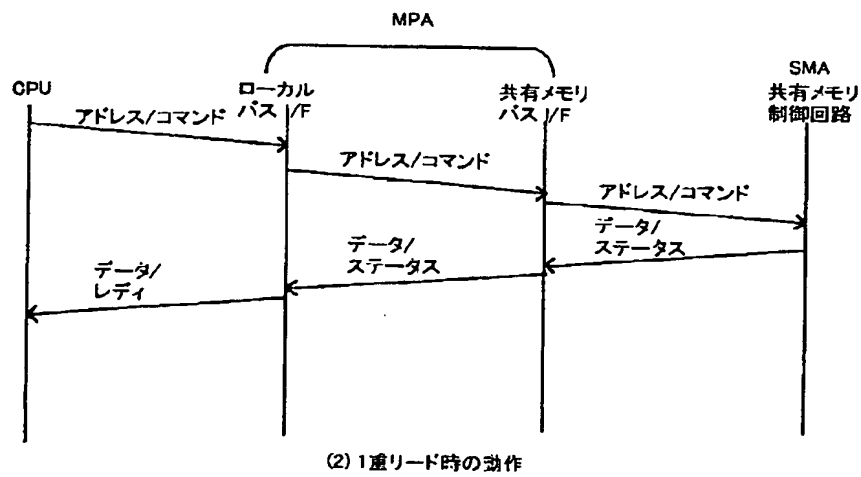 MPA
CPU
ローカル
バス I/F
共有メモリ
バス I/F
SMA
共有メモリ
制御回路
アドレス/コマンド
アドレス/コマンド
アドレス/コマンド
データ/
ステータス
データ/
ステータス
データ/
レディ
(2) 1重リード時の動作